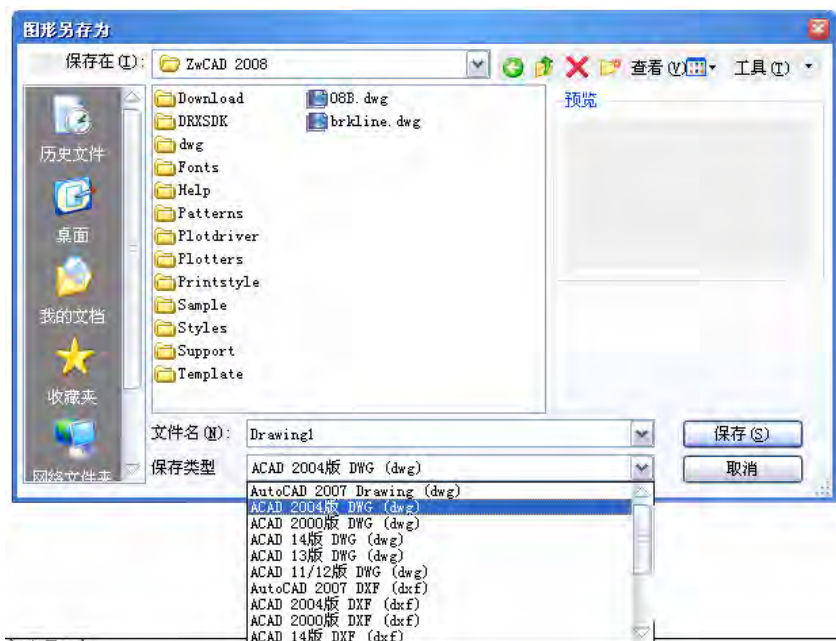 图形另存为
保存在(I):
ZwCAD 2008
查看(V)
工具(T)
历史文件
桌面
我的文档
收藏夹
网络文件夹
Download
DRXSDK
dwg
Fonts
Help
Patterns
Plotdriver
Plotters
Printstyle
Sample
Styles
Support
Template
08B.dwg
brkline.dwg
预览
文件名(N):
Drawing1
保存(S)
保存类型
ACAD 2004版 DWG (dwg)
取消
AutoCAD 2007 Drawing (dwg)
ACAD 2004版 DWG (dwg)
ACAD 2000版 DWG (dwg)
ACAD 14版 DWG (dwg)
ACAD 13版 DWG (dwg)
ACAD 11/12版 DWG (dwg)
AutoCAD 2007 DXF (dxf)
ACAD 2004版 DXF (dxf)
ACAD 2000版 DXF (dxf)
ACAD 14版 DXF (dxf)